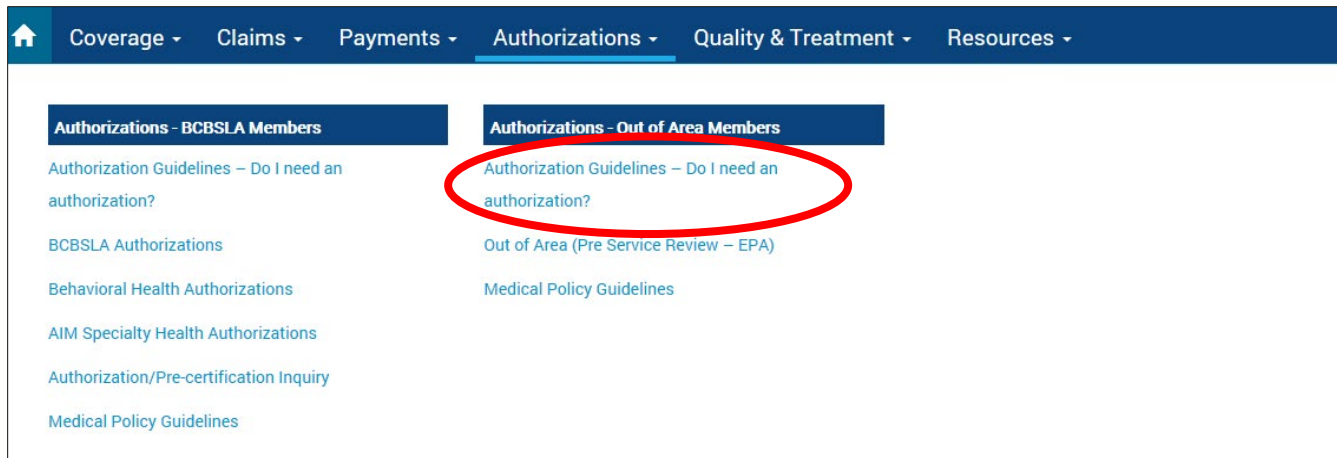 Coverage Claims Payments Authorizations Quality & Treatment Resources
Authorizations - BCBSLA Members
Authorization Guidelines – Do I need an
authorization?
BCBSLA Authorizations
Behavioral Health Authorizations
AIM Specialty Health Authorizations
Authorization/Pre-certification Inquiry
Medical Policy Guidelines
Authorizations - Out of Area Members
Authorization Guidelines – Do I need an
authorization?
Out of Area (Pre Service Review – EPA)
Medical Policy Guidelines